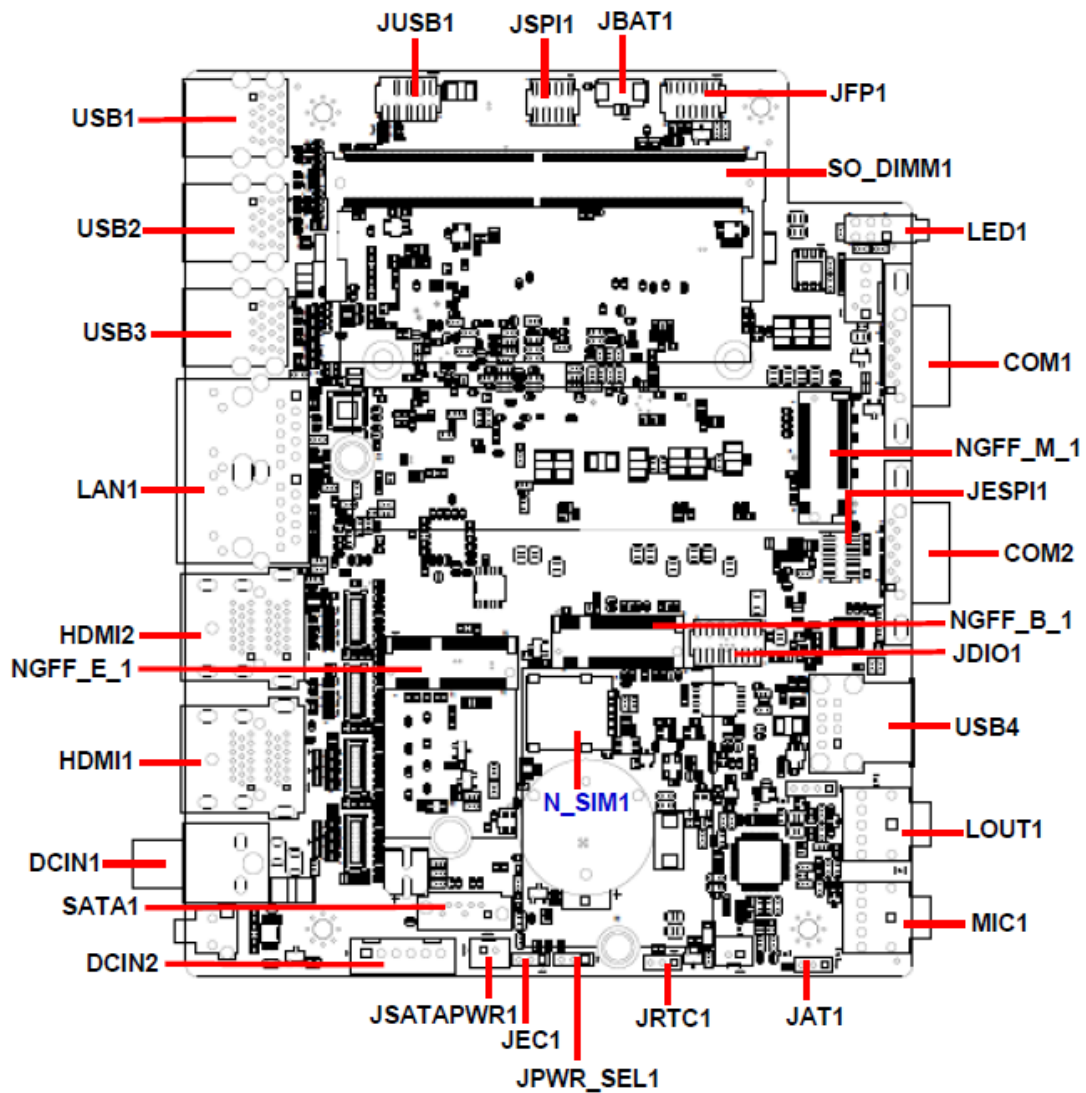 JUSB1
JSPI1
JBAT1
JFP1
USB1
SO_DIMM1
USB2
LED1
USB3
COM1
NGFF_M_1
LAN1
JESPI1
COM2
HDMI2
NGFF_B_1
NGFF_E_1
JDIO1
USB4
HDMI1
N_SIM1
LOUT1
DCIN1
SATA1
MIC1
DCIN2
JSATAPWR1
JRTC1
JAT1
JEC1
JPWR_SEL1